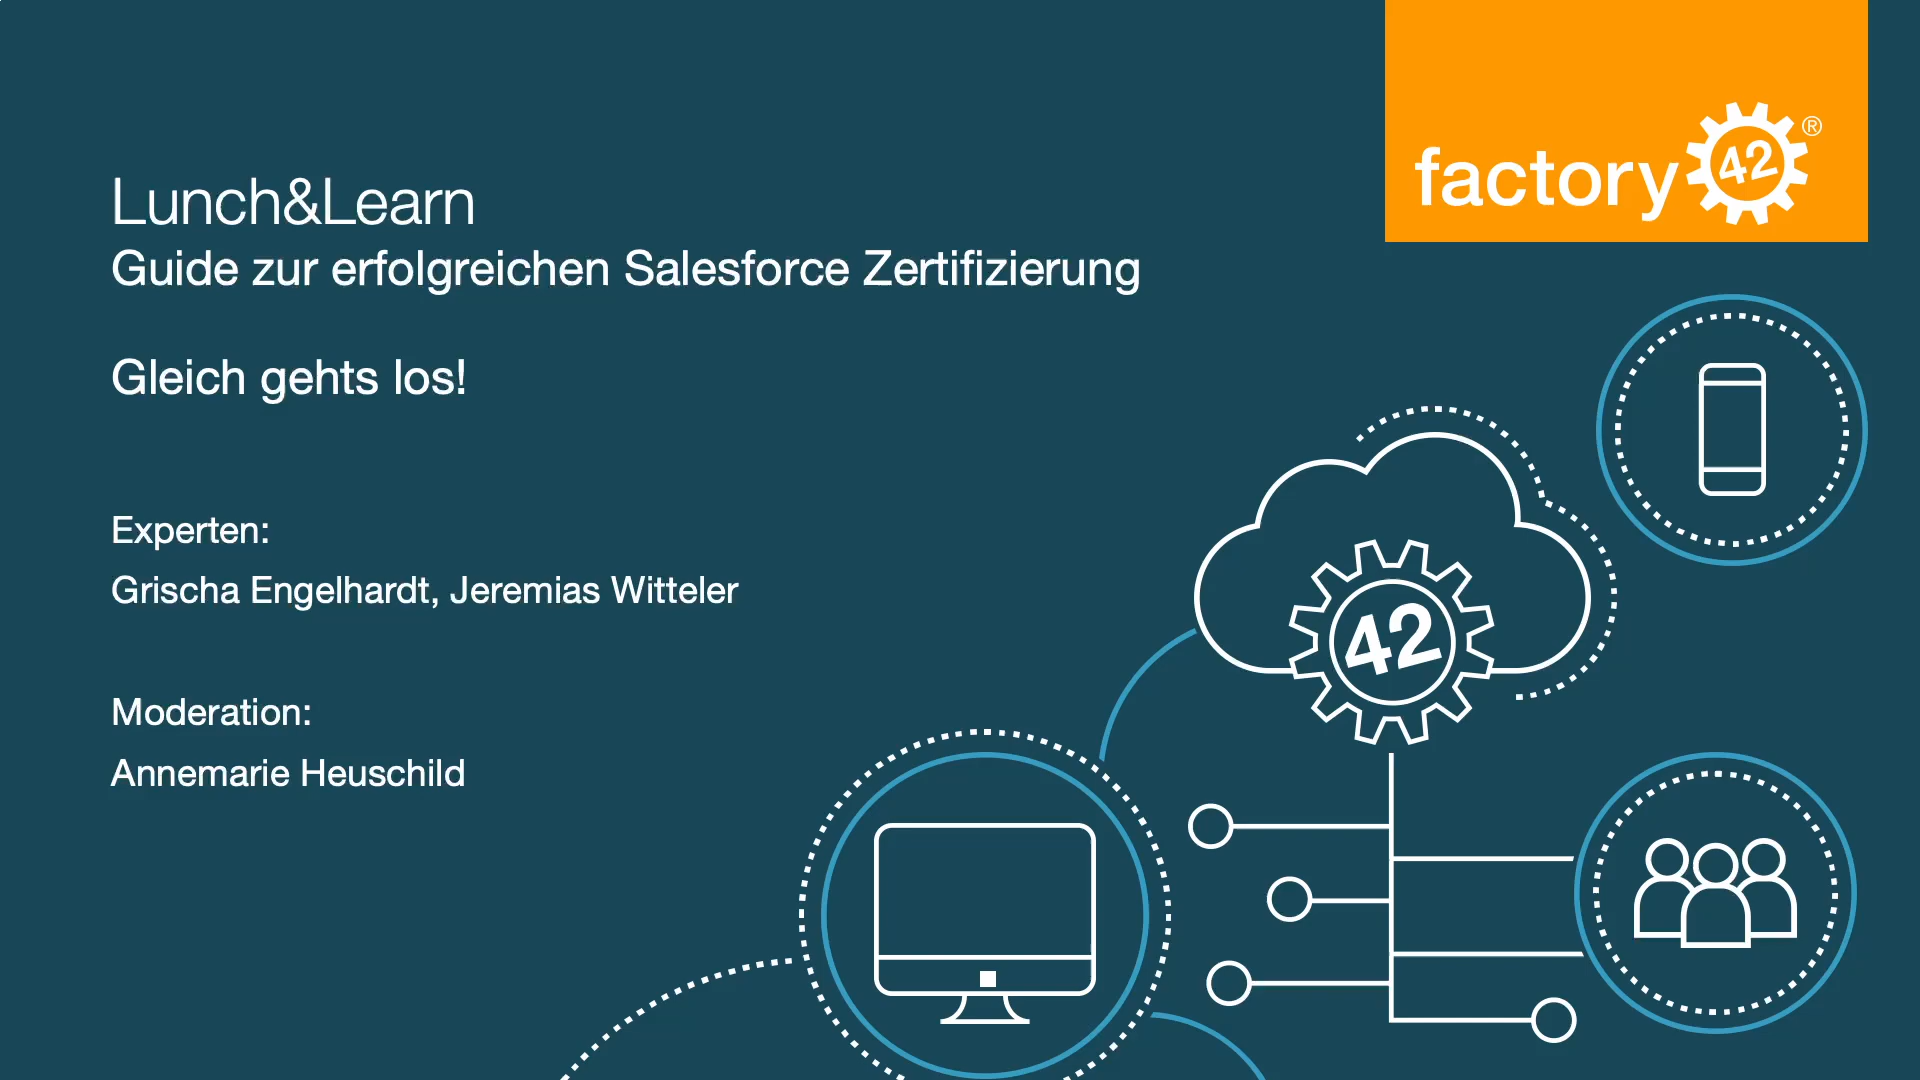 factory 42 ®
Lunch&Learn
Guide zur erfolgreichen Salesforce Zertifizierung
Gleich gehts los!
Experten:
Grischa Engelhardt, Jeremias Witteler
Moderation:
Annemarie Heuschild
42